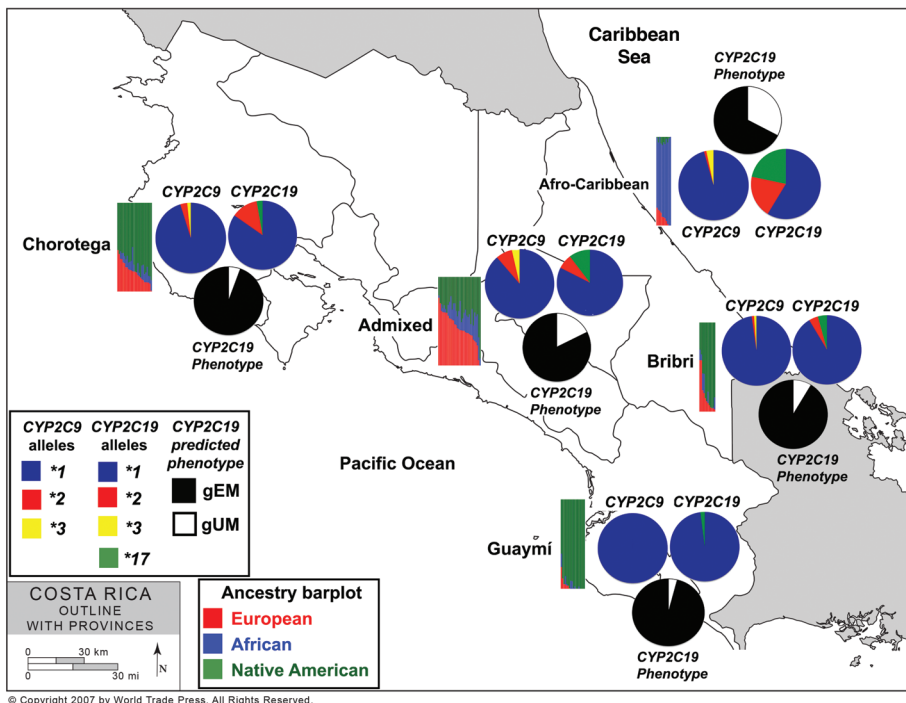 Caribbean
Sea
CYP2C19
Phenotype
Afro-Caribbean
CYP2C9
CYP2C19
CYP2C9
CYP2C19
Chorotega
CYP2C19
Phenotype
CYP2C9
CYP2C19
Admixed
CYP2C19
Phenotype
CYP2C9
CYP2C19
Bribri
CYP2C19
Phenotype
Pacific Ocean
CYP2C9
CYP2C19
Guaymí
CYP2C19
Phenotype
CYP2C9
alleles
*1
*2
*3
CYP2C19
alleles
*1
*2
*3
*17
CYP2C19
predicted
phenotype
gEM
gUM
COSTA RICA
OUTLINE
WITH PROVINCES
0 30 km
0 30 mi
N
Ancestry barplot
European
African
Native American
© Copyright 2007 by World Trade Press. All Rights Reserved.